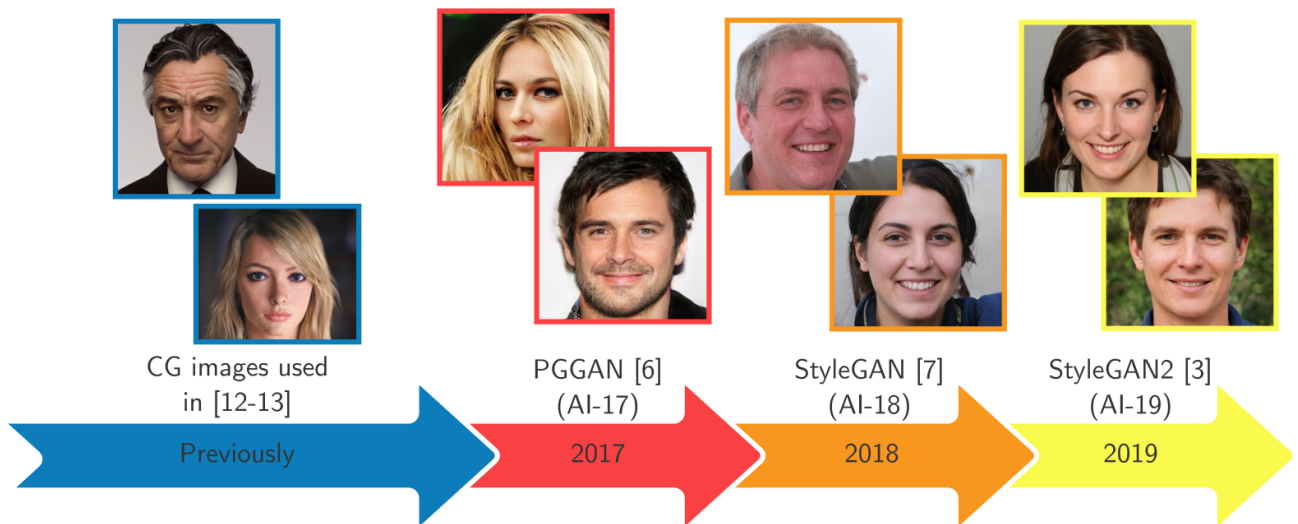 CG images used
in [12-13]
Previously
PGGAN [6]
(AI-17)
2017
StyleGAN [7]
(AI-18)
2018
StyleGAN2 [3]
(AI-19)
2019